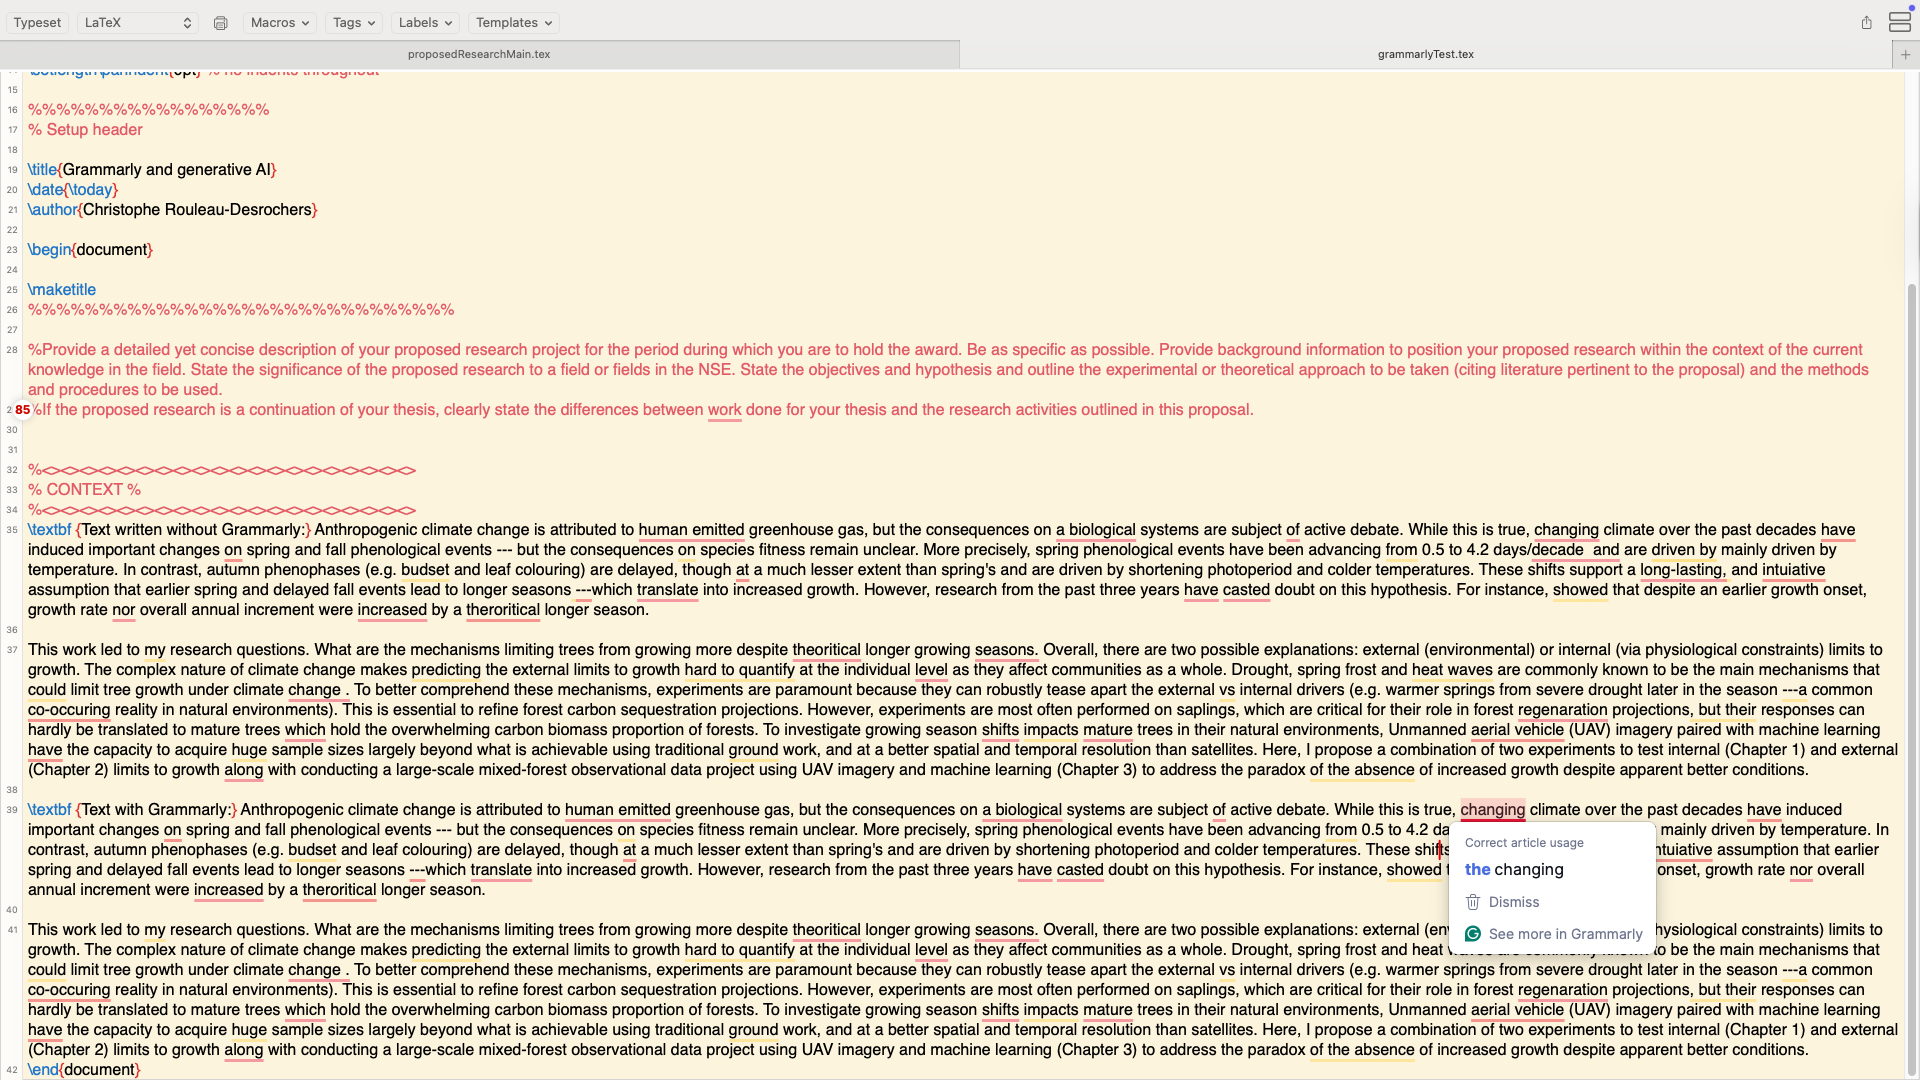 Typeset LaTeX Macros Tags Labels Templates
proposedResearchMain.tex grammarlyTest.tex +
15
16 %%%%%%%%%%%%%%%%%
17 % Setup header
18
19 \title{Grammarly and generative AI}
20 \date{\today}
21 \author{Christophe Rouleau-Desrochers}
22
23 \begin{document}
24
25 \maketitle
26 %%%%%%%%%%%%%%%%%%%%%%%%%%%%%%
27
28 %Provide a detailed yet concise description of your proposed research project for the period during which you are to hold the award. Be as specific as possible. Provide background information to position your proposed research within the context of the current
knowledge in the field. State the significance of the proposed research to a field or fields in the NSE. State the objectives and hypothesis and outline the experimental or theoretical approach to be taken (citing literature pertinent to the proposal) and the methods
and procedures to be used.
85 %If the proposed research is a continuation of your thesis, clearly state the differences between work done for your thesis and the research activities outlined in this proposal.
30
31
32 %<><><><><><><><><><><><><><><><><><><><>
33 % CONTEXT %
34 %<><><><><><><><><><><><><><><><><><><><>
35 \textbf {Text written without Grammarly:} Anthropogenic climate change is attributed to human emitted greenhouse gas, but the consequences on a biological systems are subject of active debate. While this is true, changing climate over the past decades have
induced important changes on spring and fall phenological events --- but the consequences on species fitness remain unclear. More precisely, spring phenological events have been advancing from 0.5 to 4.2 days/decade  and are driven by mainly driven by
temperature. In contrast, autumn phenophases (e.g. budset and leaf colouring) are delayed, though at a much lesser extent than spring's and are driven by shortening photoperiod and colder temperatures. These shifts support a long-lasting, and intuiative
assumption that earlier spring and delayed fall events lead to longer seasons ---which translate into increased growth. However, research from the past three years have casted doubt on this hypothesis. For instance, showed that despite an earlier growth onset,
growth rate nor overall annual increment were increased by a theroritical longer season.
36
37 This work led to my research questions. What are the mechanisms limiting trees from growing more despite theoritical longer growing seasons. Overall, there are two possible explanations: external (environmental) or internal (via physiological constraints) limits to
growth. The complex nature of climate change makes predicting the external limits to growth hard to quantify at the individual level as they affect communities as a whole. Drought, spring frost and heat waves are commonly known to be the main mechanisms that
could limit tree growth under climate change . To better comprehend these mechanisms, experiments are paramount because they can robustly tease apart the external vs internal drivers (e.g. warmer springs from severe drought later in the season ---a common
co-occuring reality in natural environments). This is essential to refine forest carbon sequestration projections. However, experiments are most often performed on saplings, which are critical for their role in forest regenaration projections, but their responses can
hardly be translated to mature trees which hold the overwhelming carbon biomass proportion of forests. To investigate growing season shifts impacts mature trees in their natural environments, Unmanned aerial vehicle (UAV) imagery paired with machine learning
have the capacity to acquire huge sample sizes largely beyond what is achievable using traditional ground work, and at a better spatial and temporal resolution than satellites. Here, I propose a combination of two experiments to test internal (Chapter 1) and external
(Chapter 2) limits to growth along with conducting a large-scale mixed-forest observational data project using UAV imagery and machine learning (Chapter 3) to address the paradox of the absence of increased growth despite apparent better conditions.
38
39 \textbf {Text with Grammarly:} Anthropogenic climate change is attributed to human emitted greenhouse gas, but the consequences on a biological systems are subject of active debate. While this is true, changing climate over the past decades have induced
important changes on spring and fall phenological events --- but the consequences on species fitness remain unclear. More precisely, spring phenological events have been advancing from 0.5 to 4.2 mainly driven by temperature. In
contrast, autumn phenophases (e.g. budset and leaf colouring) are delayed, though at a much lesser extent than spring's and are driven by shortening photoperiod and colder temperatures. These shifts intuiative assumption that earlier
spring and delayed fall events lead to longer seasons ---which translate into increased growth. However, research from the past three years have casted doubt on this hypothesis. For instance, showed onset, growth rate nor overall
annual increment were increased by a theroritical longer season.
Correct article usage
the changing
Dismiss
See more in Grammarly
40
41 This work led to my research questions. What are the mechanisms limiting trees from growing more despite theoritical longer growing seasons. Overall, there are two possible explanations: external physiological constraints) limits to
growth. The complex nature of climate change makes predicting the external limits to growth hard to quantify at the individual level as they affect communities as a whole. Drought, spring frost and heat waves are commonly known to be the main mechanisms that
could limit tree growth under climate change . To better comprehend these mechanisms, experiments are paramount because they can robustly tease apart the external vs internal drivers (e.g. warmer springs from severe drought later in the season ---a common
co-occuring reality in natural environments). This is essential to refine forest carbon sequestration projections. However, experiments are most often performed on saplings, which are critical for their role in forest regenaration projections, but their responses can
hardly be translated to mature trees which hold the overwhelming carbon biomass proportion of forests. To investigate growing season shifts impacts mature trees in their natural environments, Unmanned aerial vehicle (UAV) imagery paired with machine learning
have the capacity to acquire huge sample sizes largely beyond what is achievable using traditional ground work, and at a better spatial and temporal resolution than satellites. Here, I propose a combination of two experiments to test internal (Chapter 1) and external
(Chapter 2) limits to growth along with conducting a large-scale mixed-forest observational data project using UAV imagery and machine learning (Chapter 3) to address the paradox of the absence of increased growth despite apparent better conditions.
42 \end{document}